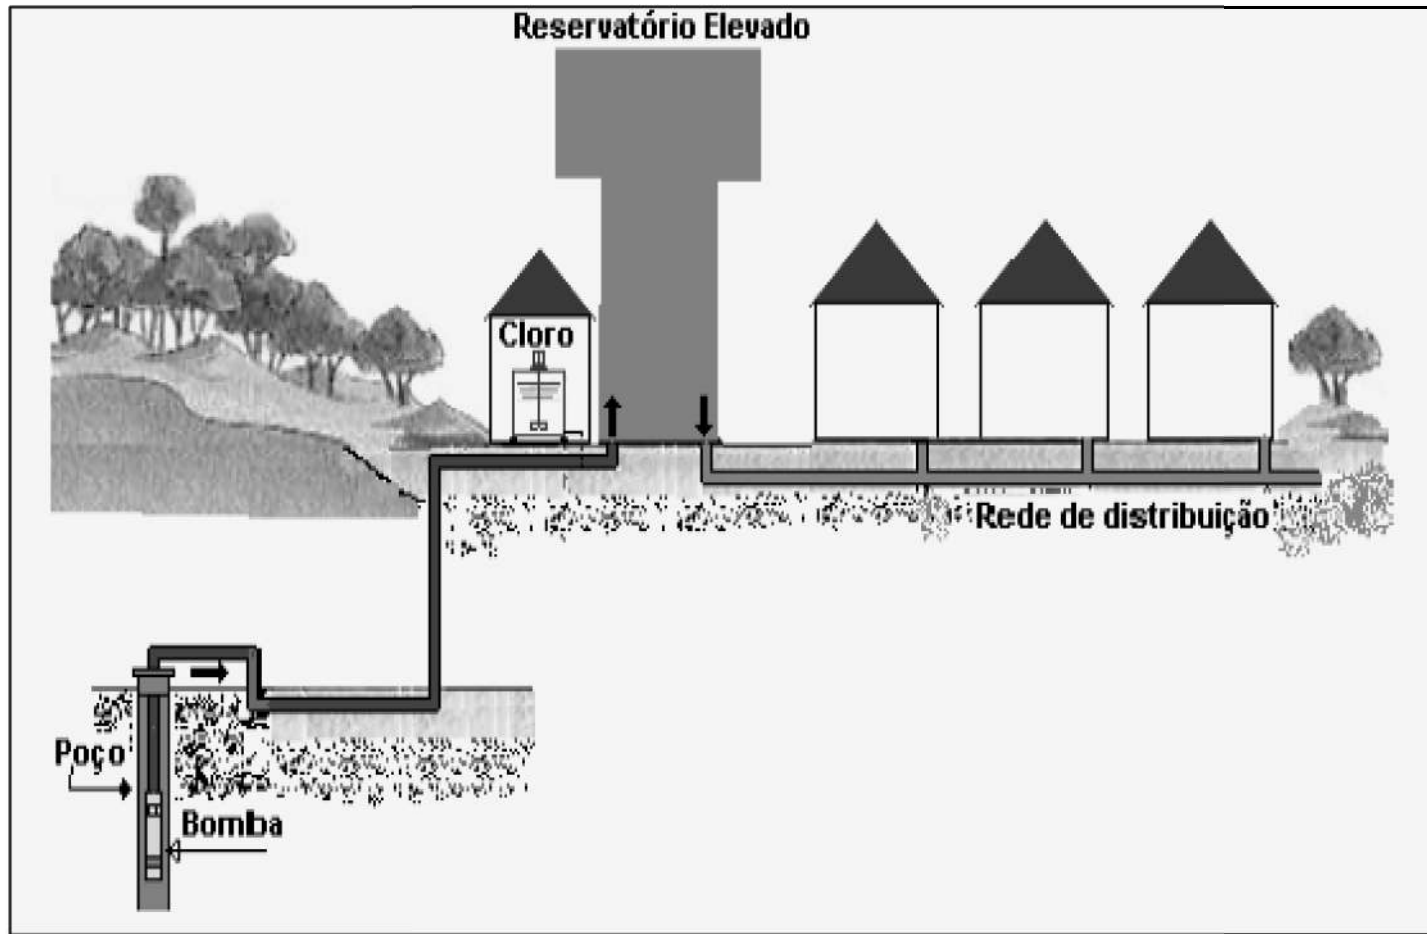 Reservatório Elevado
Cloro
Rede de distribuição
Poço
Bomba